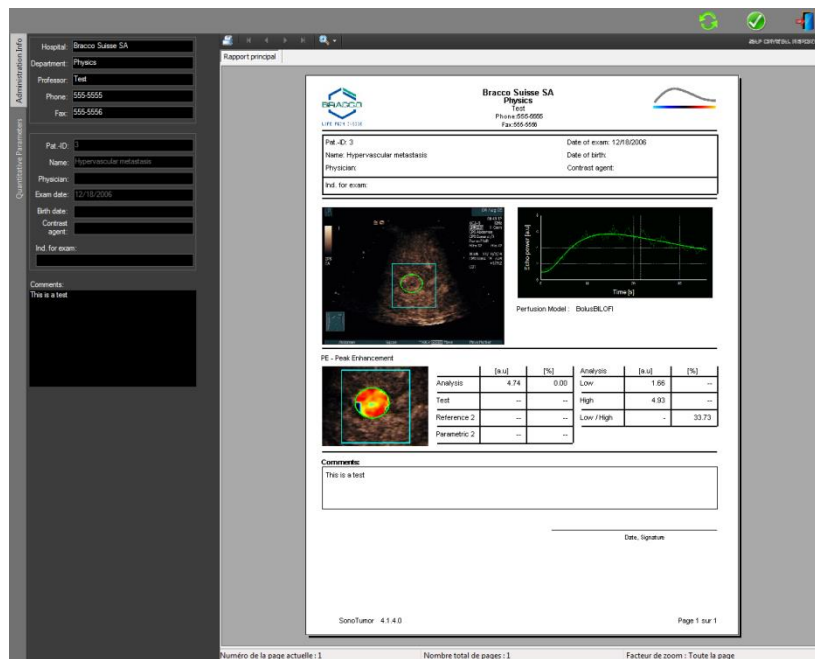 Administration Info
Quantitative Parameters
Hospital: Bracco Suisse SA
Department: Physics
Professor: Test
Phone: 555-5555
Fax: 555-5556
Pat.-ID: 3
Name: Hypervascular metastasis
Physician:
Exam date: 12/18/2006
Birth date:
Contrast
agent:
Ind. for exam:
Comments:
This is a test
Rapport principal
BRACCO
LIFE FROM INSIDE
Bracco Suisse SA
Physics
Test
Phone:555-5555
Fax:555-5556
Pat.-ID: 3 Date of exam: 12/18/2006
Name: Hypervascular metastasis Date of birth:
Physician: Contrast agent:
Ind. for exam:
Echo-power [a.u]
Time [s]
Perfusion Model : BolusBILOFI
PE - Peak Enhancement
[a.u] [%] Analysis [a.u] [%]
Analysis 4.74 0.00 Low 1.66 --
Test -- -- High 4.93 --
Reference 2 -- -- Low / High - 33.73
Parametric 2 -- --
Comments:
This is a test
Date, Signature
SonoTumor 4.1.4.0 Page 1 sur 1
Numéro de la page actuelle : 1 Nombre total de pages : 1 Facteur de zoom : Toute la page